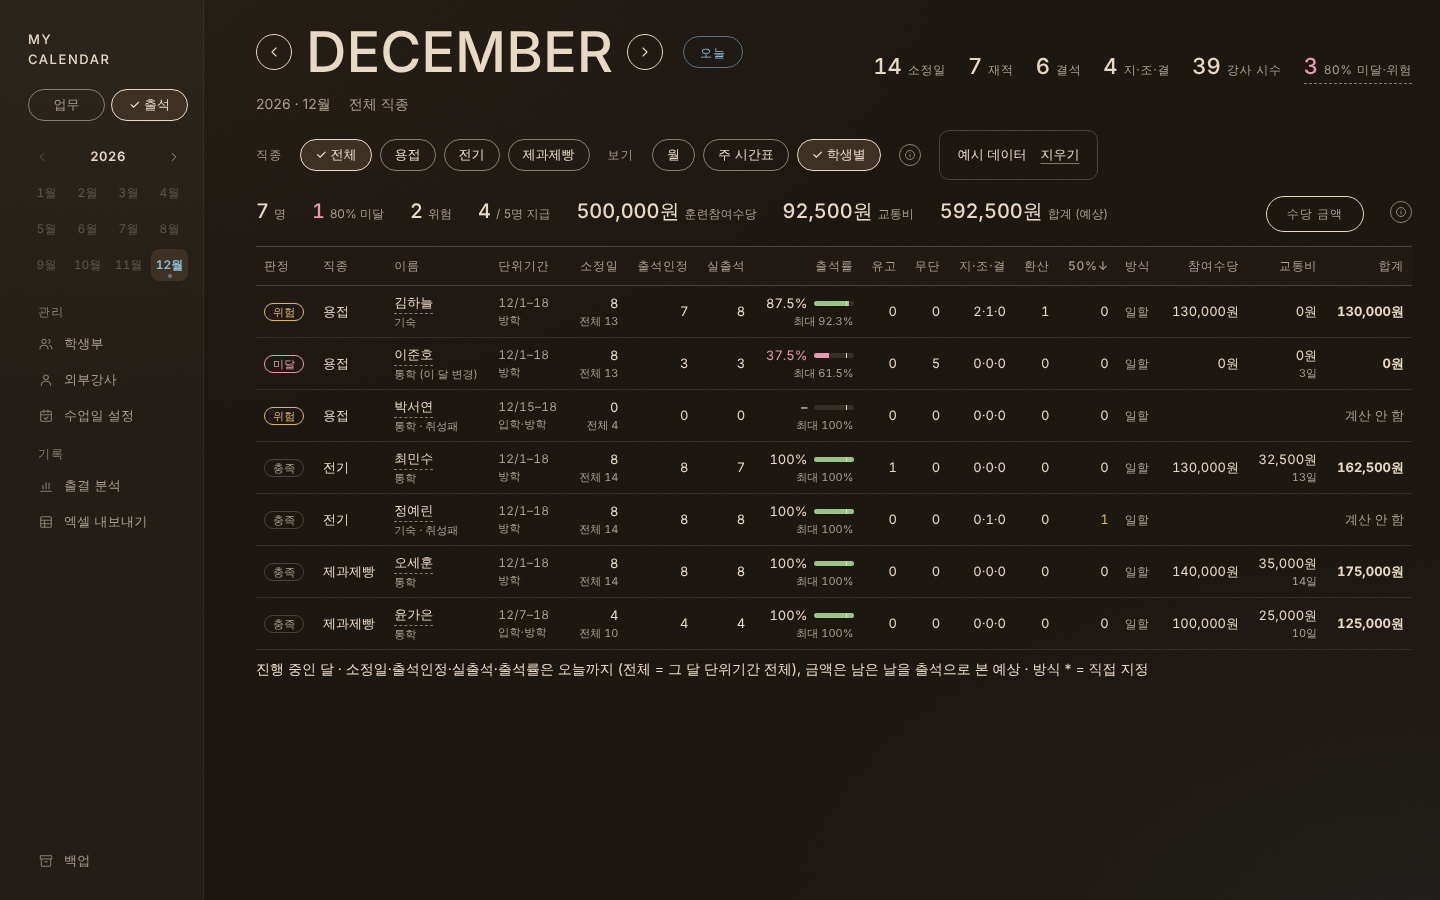 MY
CALENDAR
업무
✓ 출석
2026
1월 2월 3월 4월
5월 6월 7월 8월
9월 10월 11월 12월
관리
학생부
외부강사
수업일 설정
기록
출결 분석
엑셀 내보내기
백업
DECEMBER
오늘
14 소정일 7 재적 6 결석 4 지·조·결 39 강사 시수 3 80% 미달·위험
2026 · 12월 전체 직종
직종 ✓ 전체 용접 전기 제과제빵 보기 월 주 시간표 ✓ 학생별 예시 데이터 지우기
7 명 1 80% 미달 2 위험 4 / 5명 지급 500,000원 훈련참여수당 92,500원 교통비 592,500원 합계 (예상) 수당 금액
판정 직종 이름 단위기간 소정일 출석인정 실출석 출석률 유고 무단 지·조·결 환산 50%↓ 방식 참여수당 교통비 합계
위험 용접 김하늘 12/1–18 8 7 8 87.5% 0 0 2·1·0 1 0 일할 130,000원 0원 130,000원
기숙 방학 전체 13 최대 92.3%
미달 용접 이준호 12/1–18 8 3 3 37.5% 0 5 0·0·0 0 0 일할 0원 0원 0원
통학 (이 달 변경) 방학 전체 13 최대 61.5% 3일
위험 용접 박서연 12/15–18 0 0 0 – 0 0 0·0·0 0 0 일할 계산 안 함
통학 · 취성패 입학·방학 전체 4 최대 100%
충족 전기 최민수 12/1–18 8 8 7 100% 1 0 0·0·0 0 0 일할 130,000원 32,500원 162,500원
통학 방학 전체 14 최대 100% 13일
충족 전기 정예린 12/1–18 8 8 8 100% 0 0 0·1·0 0 1 일할 계산 안 함
기숙 · 취성패 방학 전체 14 최대 100%
충족 제과제빵 오세훈 12/1–18 8 8 8 100% 0 0 0·0·0 0 0 일할 140,000원 35,000원 175,000원
통학 방학 전체 14 최대 100% 14일
충족 제과제빵 윤가은 12/7–18 4 4 4 100% 0 0 0·0·0 0 0 일할 100,000원 25,000원 125,000원
통학 입학·방학 전체 10 최대 100% 10일
진행 중인 달 · 소정일·출석인정·실출석·출석률은 오늘까지 (전체 = 그 달 단위기간 전체), 금액은 남은 날을 출석으로 본 예상 · 방식 * = 직접 지정